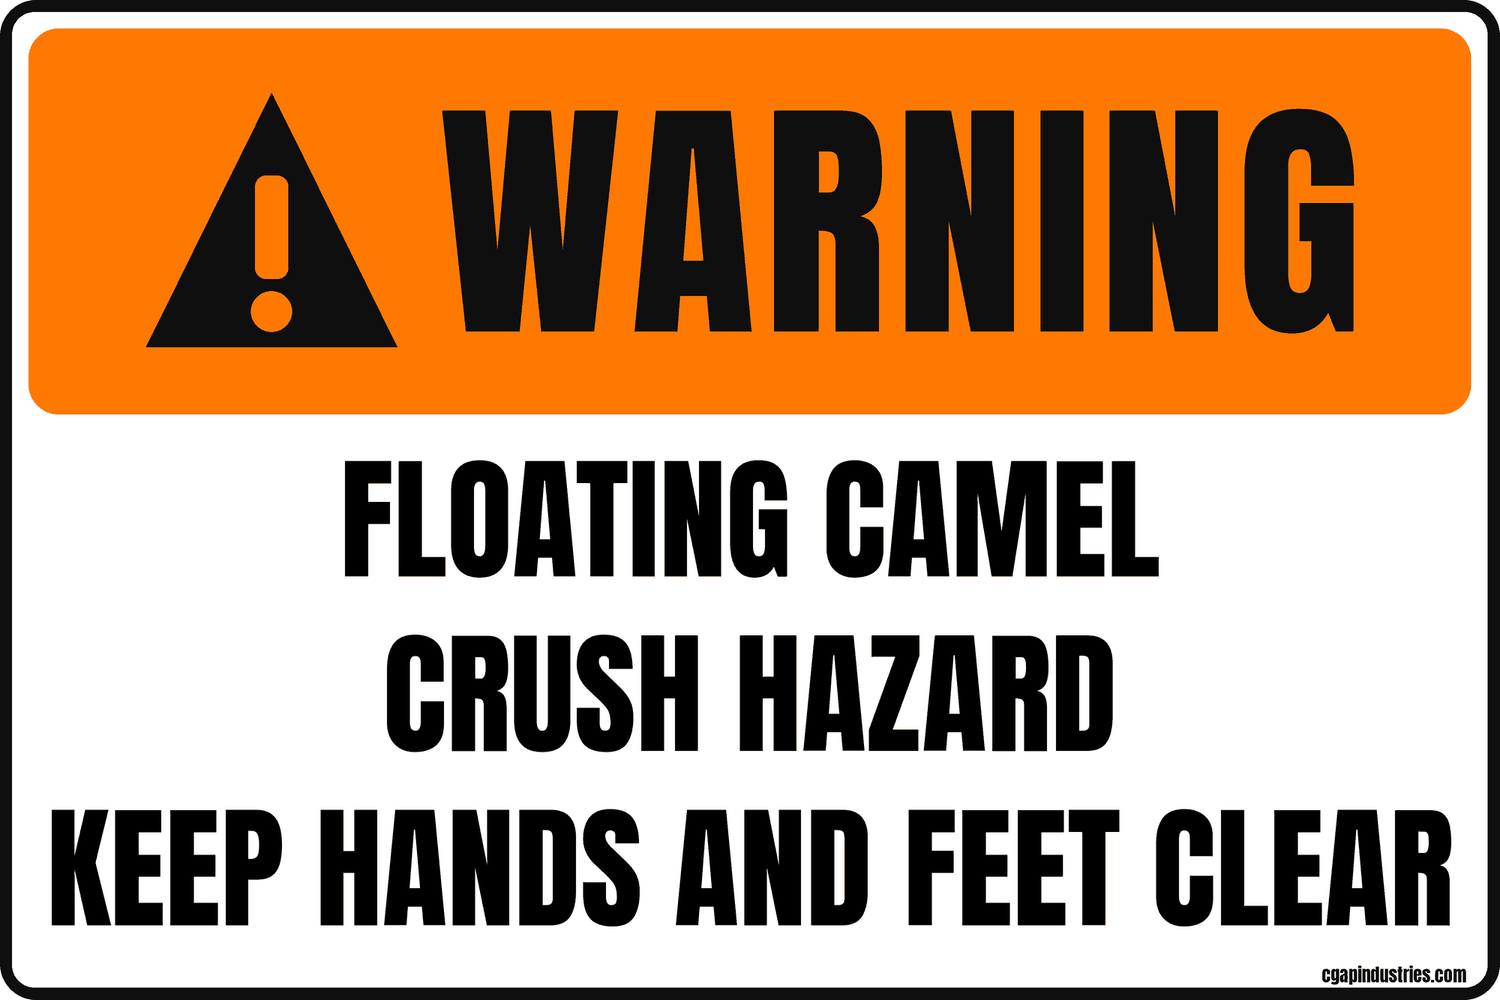 WARNING
FLOATING CAMEL
CRUSH HAZARD
KEEP HANDS AND FEET CLEAR
cgapindustries.com